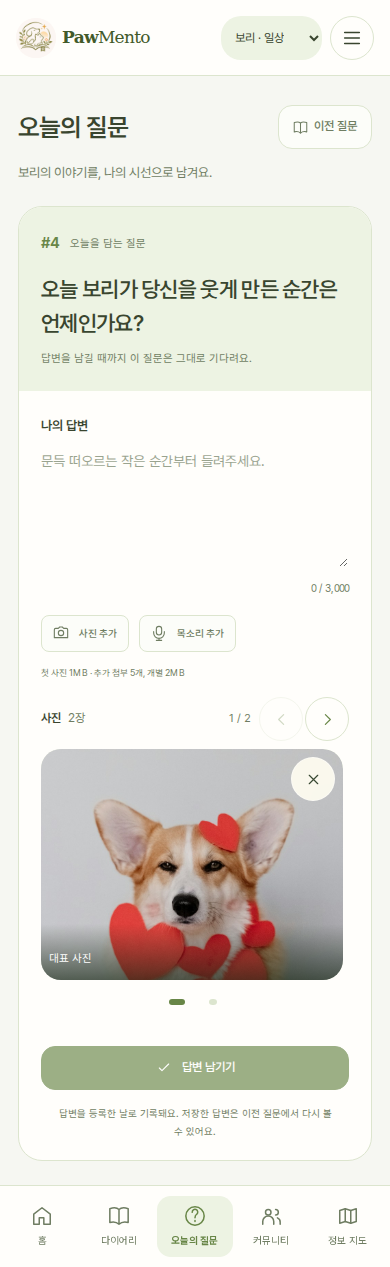 PawMento
보리 · 일상
오늘의 질문
이전 질문
보리의 이야기를, 나의 시선으로 남겨요.
#4 오늘을 담는 질문
오늘 보리가 당신을 웃게 만든 순간은
언제인가요?
답변을 남길 때까지 이 질문은 그대로 기다려요.
나의 답변
문득 떠오르는 작은 순간부터 들려주세요.
0 / 3,000
사진 추가
목소리 추가
첫 사진 1MB · 추가 첨부 5개, 개별 2MB
사진 2장
1 / 2
대표 사진
답변 남기기
답변을 등록한 날로 기록돼요. 저장한 답변은 이전 질문에서 다시 볼
수 있어요.
홈
다이어리
오늘의 질문
커뮤니티
정보 지도